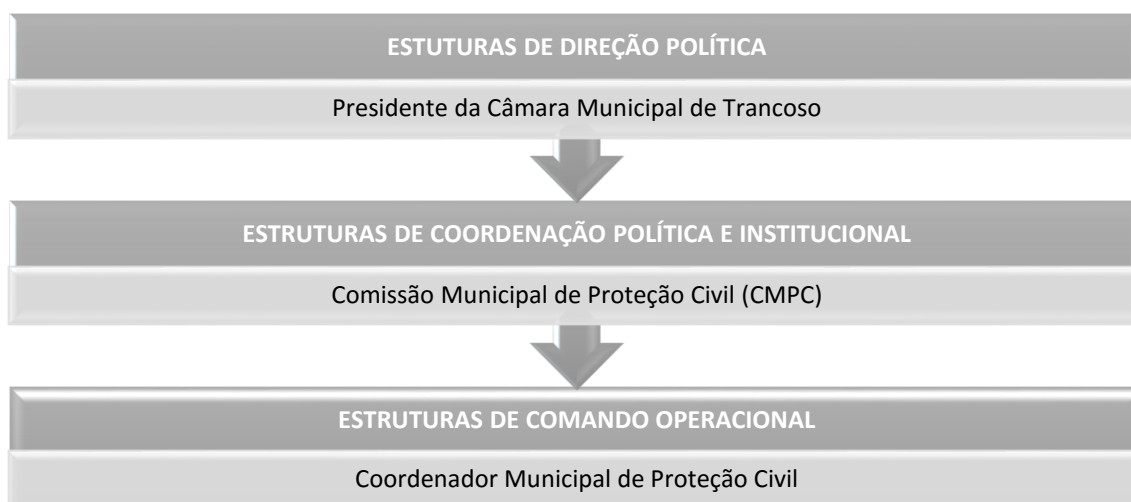 ESTUTURAS DE DIREÇÃO POLÍTICA
Presidente da Câmara Municipal de Trancoso
ESTRUTURAS DE COORDENAÇÃO POLÍTICA E INSTITUCIONAL
Comissão Municipal de Proteção Civil (CMPC)
ESTRUTURAS DE COMANDO OPERACIONAL
Coordenador Municipal de Proteção Civil